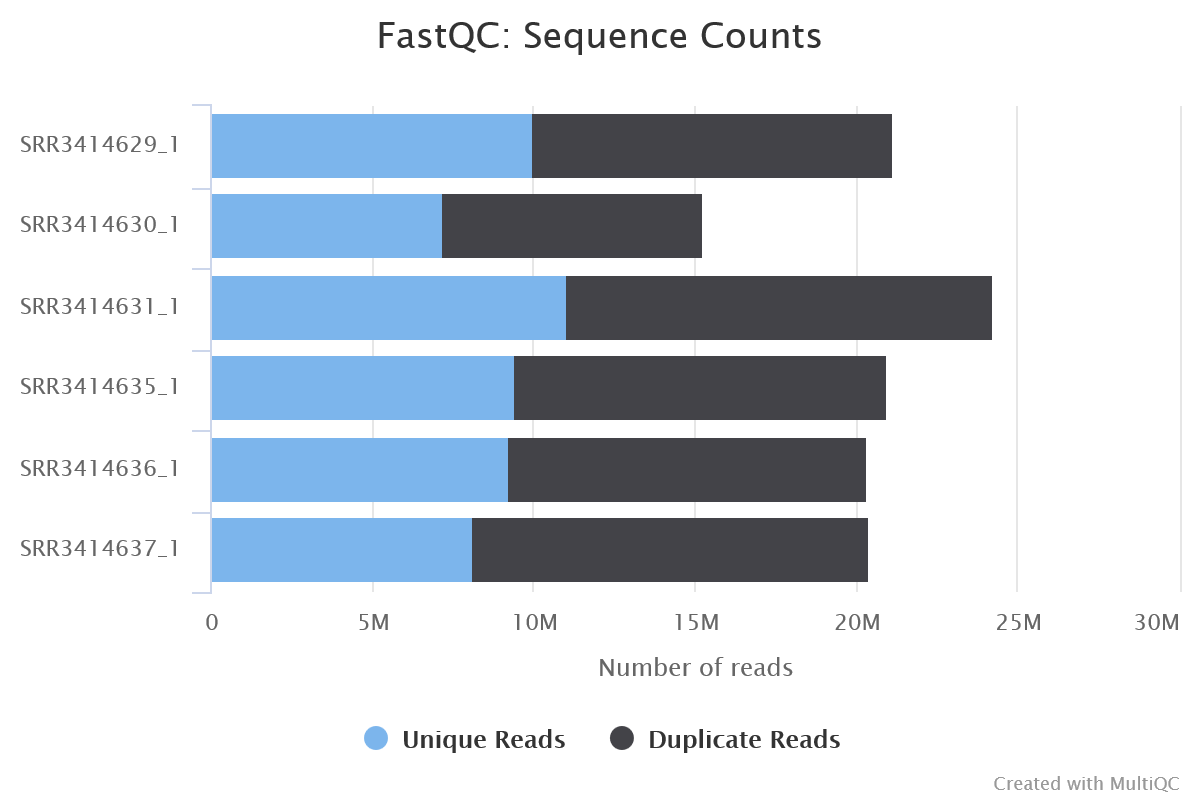 FastQC: Sequence Counts
SRR3414629_1
SRR3414630_1
SRR3414631_1
SRR3414635_1
SRR3414636_1
SRR3414637_1
0 5M 10M 15M 20M 25M 30M
Number of reads
Unique Reads Duplicate Reads
Created with MultiQC